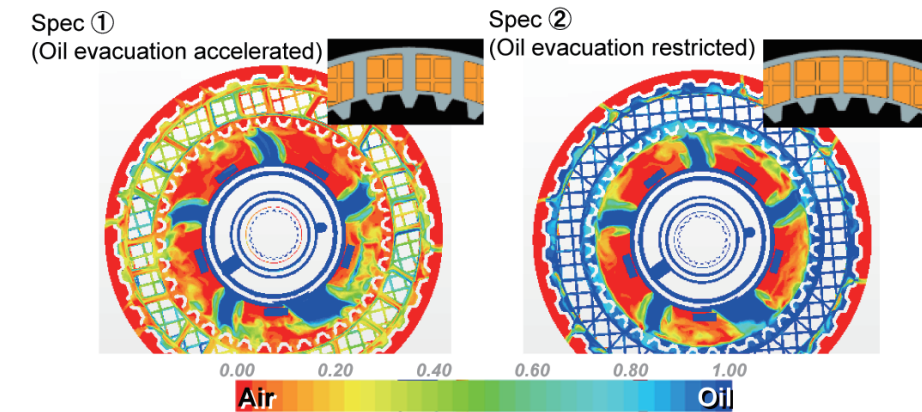 Spec ①
(Oil evacuation accelerated)
Spec ②
(Oil evacuation restricted)
0.00 0.20 0.40 0.60 0.80 1.00
Air Oil